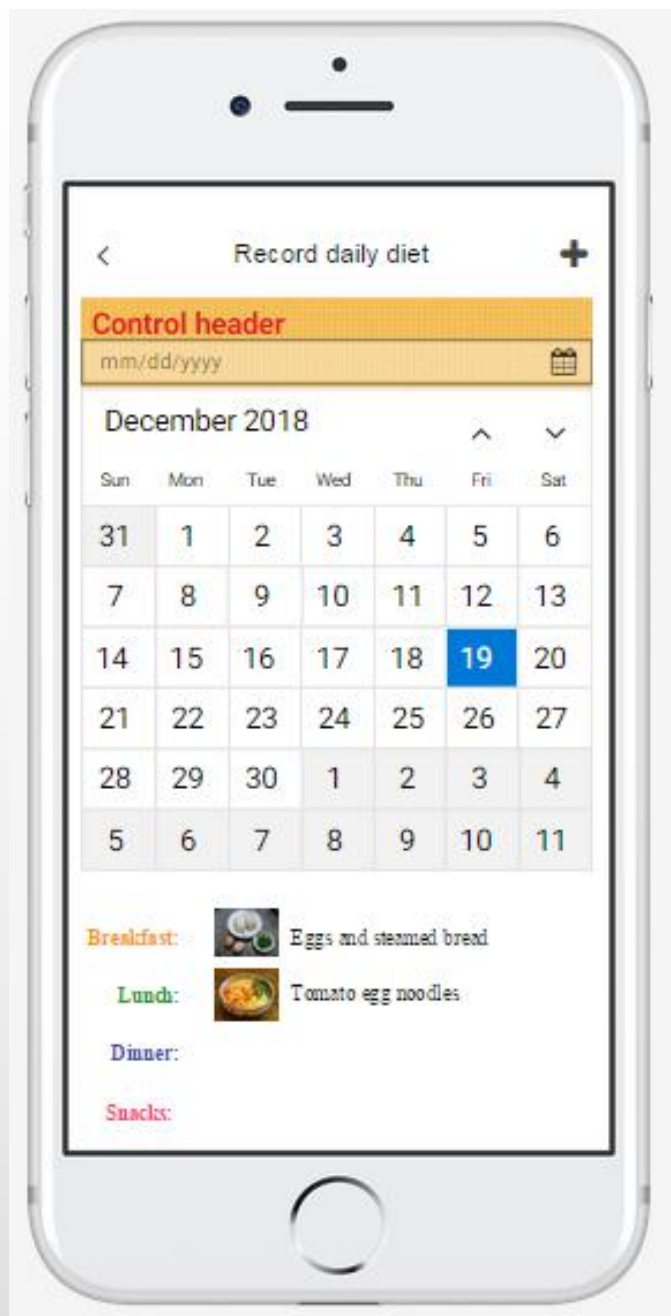 < Record daily diet +
Control header
mm/dd/yyyy
December 2018
Sun Mon Tue Wed Thu Fri Sat
31 1 2 3 4 5 6
7 8 9 10 11 12 13
14 15 16 17 18 19 20
21 22 23 24 25 26 27
28 29 30 1 2 3 4
5 6 7 8 9 10 11
Breakfast: Eggs and steamed bread
Lunch: Tomato egg noodles
Dinner:
Snacks: